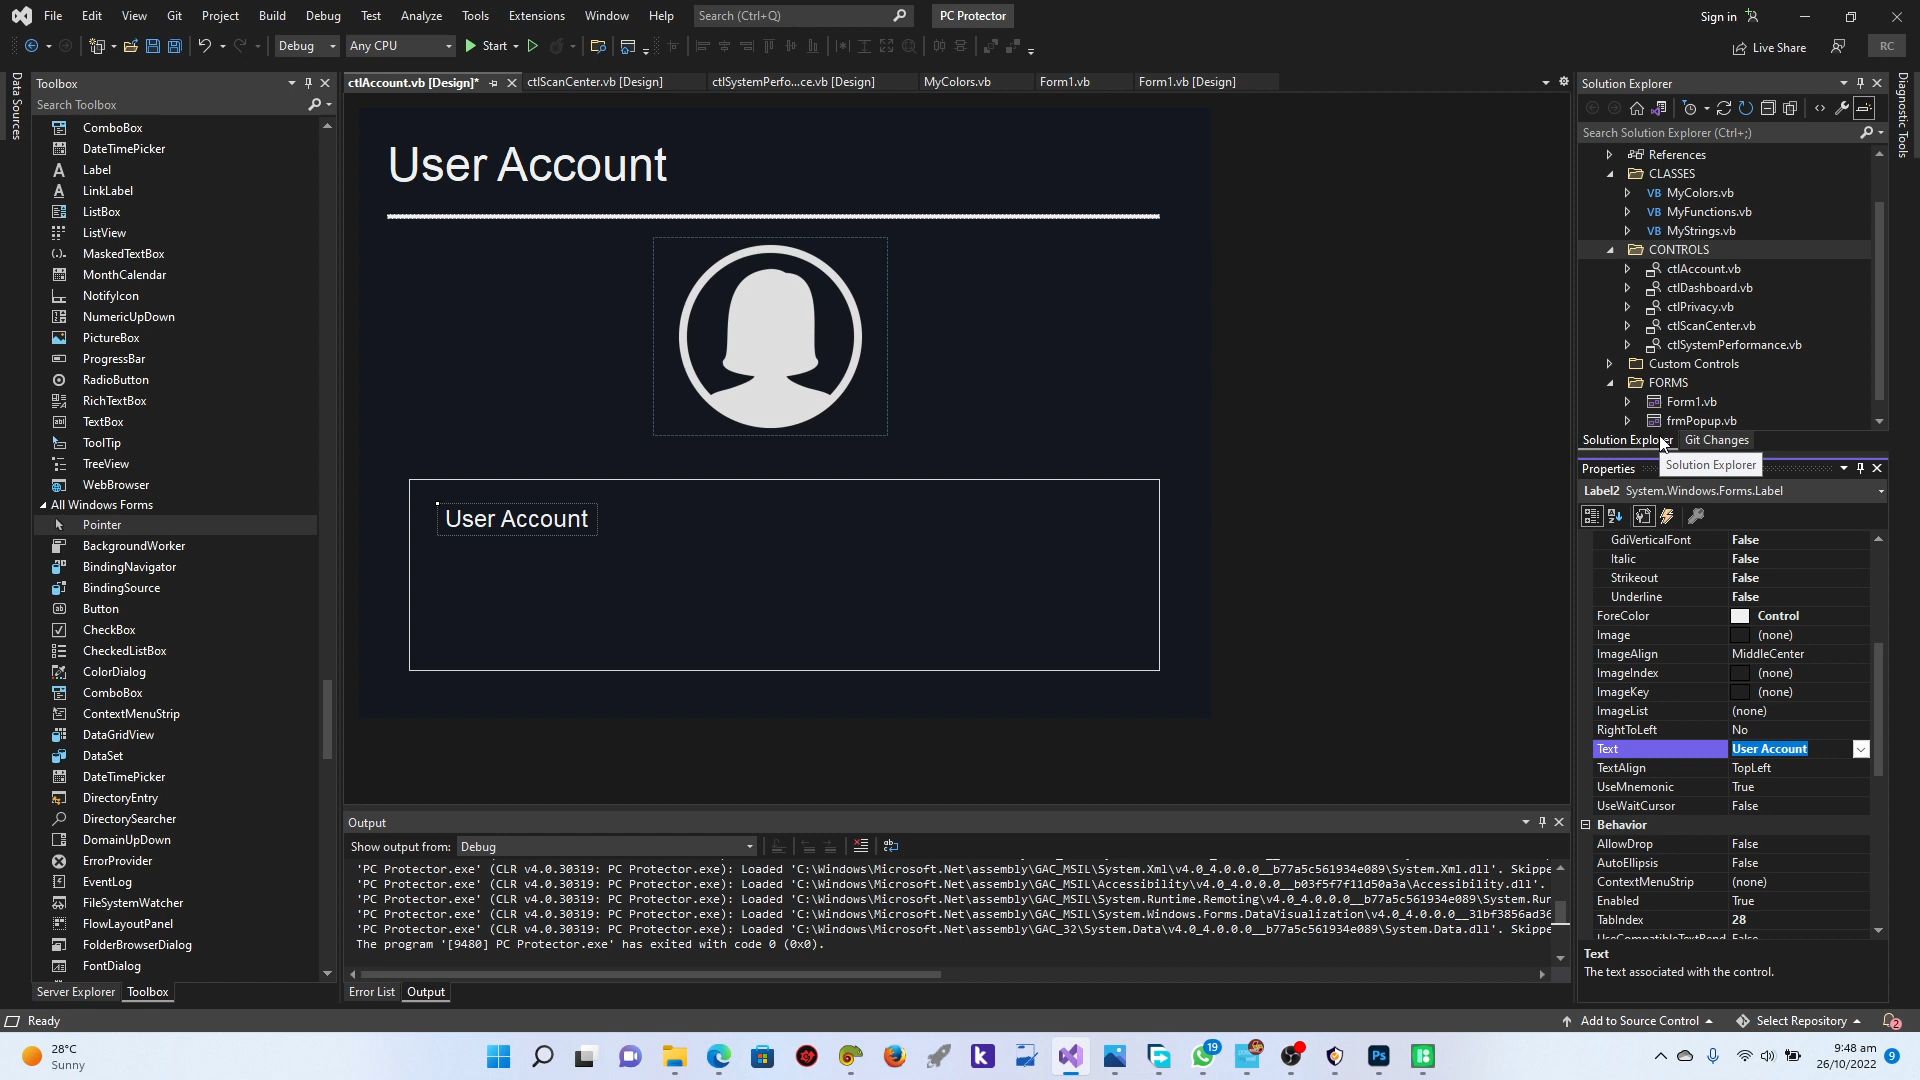 File Edit View Git Project Build Debug Test Analyze Tools Extensions Window Help Search (Ctrl+Q) PC Protector Sign in
Debug Any CPU Start Live Share RC
Data Sources
Toolbox
Search Toolbox
ComboBox
DateTimePicker
Label
LinkLabel
ListBox
ListView
MaskedTextBox
MonthCalendar
NotifyIcon
NumericUpDown
PictureBox
ProgressBar
RadioButton
RichTextBox
TextBox
ToolTip
TreeView
WebBrowser
All Windows Forms
Pointer
BackgroundWorker
BindingNavigator
BindingSource
Button
CheckBox
CheckedListBox
ColorDialog
ComboBox
ContextMenuStrip
DataGridView
DataSet
DateTimePicker
DirectoryEntry
DirectorySearcher
DomainUpDown
ErrorProvider
EventLog
FileSystemWatcher
FlowLayoutPanel
FolderBrowserDialog
FontDialog
Server Explorer Toolbox
ctlAccount.vb [Design]* ctlScanCenter.vb [Design] ctlSystemPerfo...ce.vb [Design] MyColors.vb Form1.vb Form1.vb [Design]
User Account
User Account
Output
Show output from: Debug
'PC Protector.exe' (CLR v4.0.30319: PC Protector.exe): Loaded 'C:\Windows\Microsoft.Net\assembly\GAC_MSIL\System.Xml\v4.0_4.0.0.0__b77a5c561934e089\System.Xml.dll'. Skippe
'PC Protector.exe' (CLR v4.0.30319: PC Protector.exe): Loaded 'C:\Windows\Microsoft.Net\assembly\GAC_MSIL\Accessibility\v4.0_4.0.0.0__b03f5f7f11d50a3a\Accessibility.dll'.
'PC Protector.exe' (CLR v4.0.30319: PC Protector.exe): Loaded 'C:\Windows\Microsoft.Net\assembly\GAC_MSIL\System.Runtime.Remoting\v4.0_4.0.0.0__b77a5c561934e089\System.Rur
'PC Protector.exe' (CLR v4.0.30319: PC Protector.exe): Loaded 'C:\Windows\Microsoft.Net\assembly\GAC_MSIL\System.Windows.Forms.DataVisualization\v4.0_4.0.0.0__31bf3856ad36
'PC Protector.exe' (CLR v4.0.30319: PC Protector.exe): Loaded 'C:\Windows\Microsoft.Net\assembly\GAC_32\System.Data\v4.0_4.0.0.0__b77a5c561934e089\System.Data.dll'. Skippe
The program '[9480] PC Protector.exe' has exited with code 0 (0x0).
Error List Output
Solution Explorer
Search Solution Explorer (Ctrl+;)
References
CLASSES
VB MyColors.vb
VB MyFunctions.vb
VB MyStrings.vb
CONTROLS
ctlAccount.vb
ctlDashboard.vb
ctlPrivacy.vb
ctlScanCenter.vb
ctlSystemPerformance.vb
Custom Controls
FORMS
Form1.vb
frmPopup.vb
Solution Explorer Git Changes
Solution Explorer
Properties
Label2 System.Windows.Forms.Label
GdiVerticalFont False
Italic False
Strikeout False
Underline False
ForeColor Control
Image (none)
ImageAlign MiddleCenter
ImageIndex (none)
ImageKey (none)
ImageList (none)
RightToLeft No
Text User Account
TextAlign TopLeft
UseMnemonic True
UseWaitCursor False
Behavior
AllowDrop False
AutoEllipsis False
ContextMenuStrip (none)
Enabled True
TabIndex 28
Text
The text associated with the control.
Diagnostic Tools
Ready Add to Source Control Select Repository 2
28°C
Sunny
19
Ps
9:48 am
26/10/2022
9